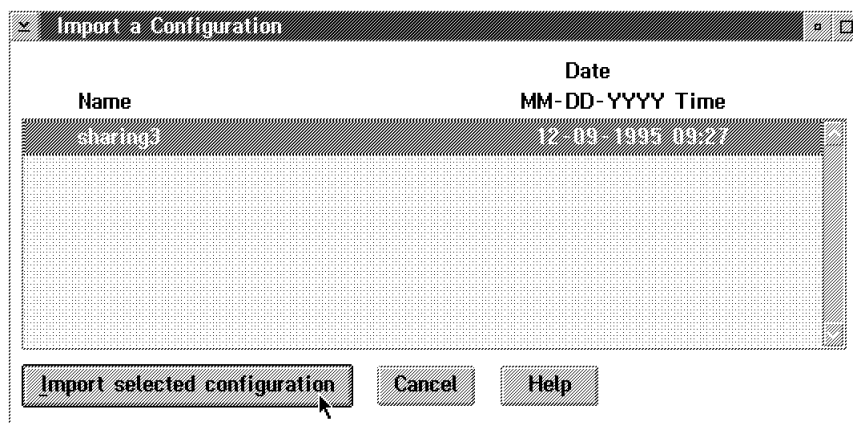 Import a Configuration
Date
Name MM-DD-YYYY Time
sharing3 12-09-1995 09:27
Import selected configuration Cancel Help